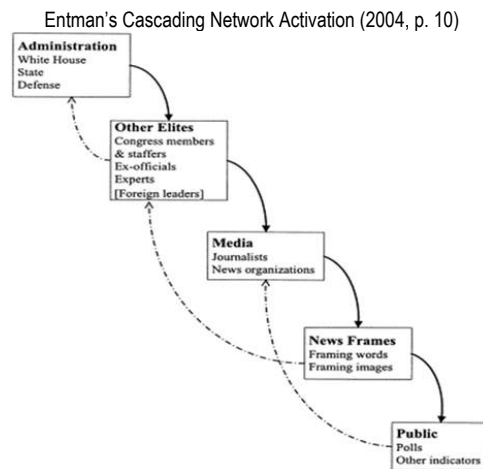 Entman's Cascading Network Activation (2004, p. 10)
Administration
White House
State
Defense
Other Elites
Congress members
& staffers
Ex-officials
Experts
[Foreign leaders]
Media
Journalists
News organizations
News Frames
Framing words
Framing images
Public
Polls
Other indicators